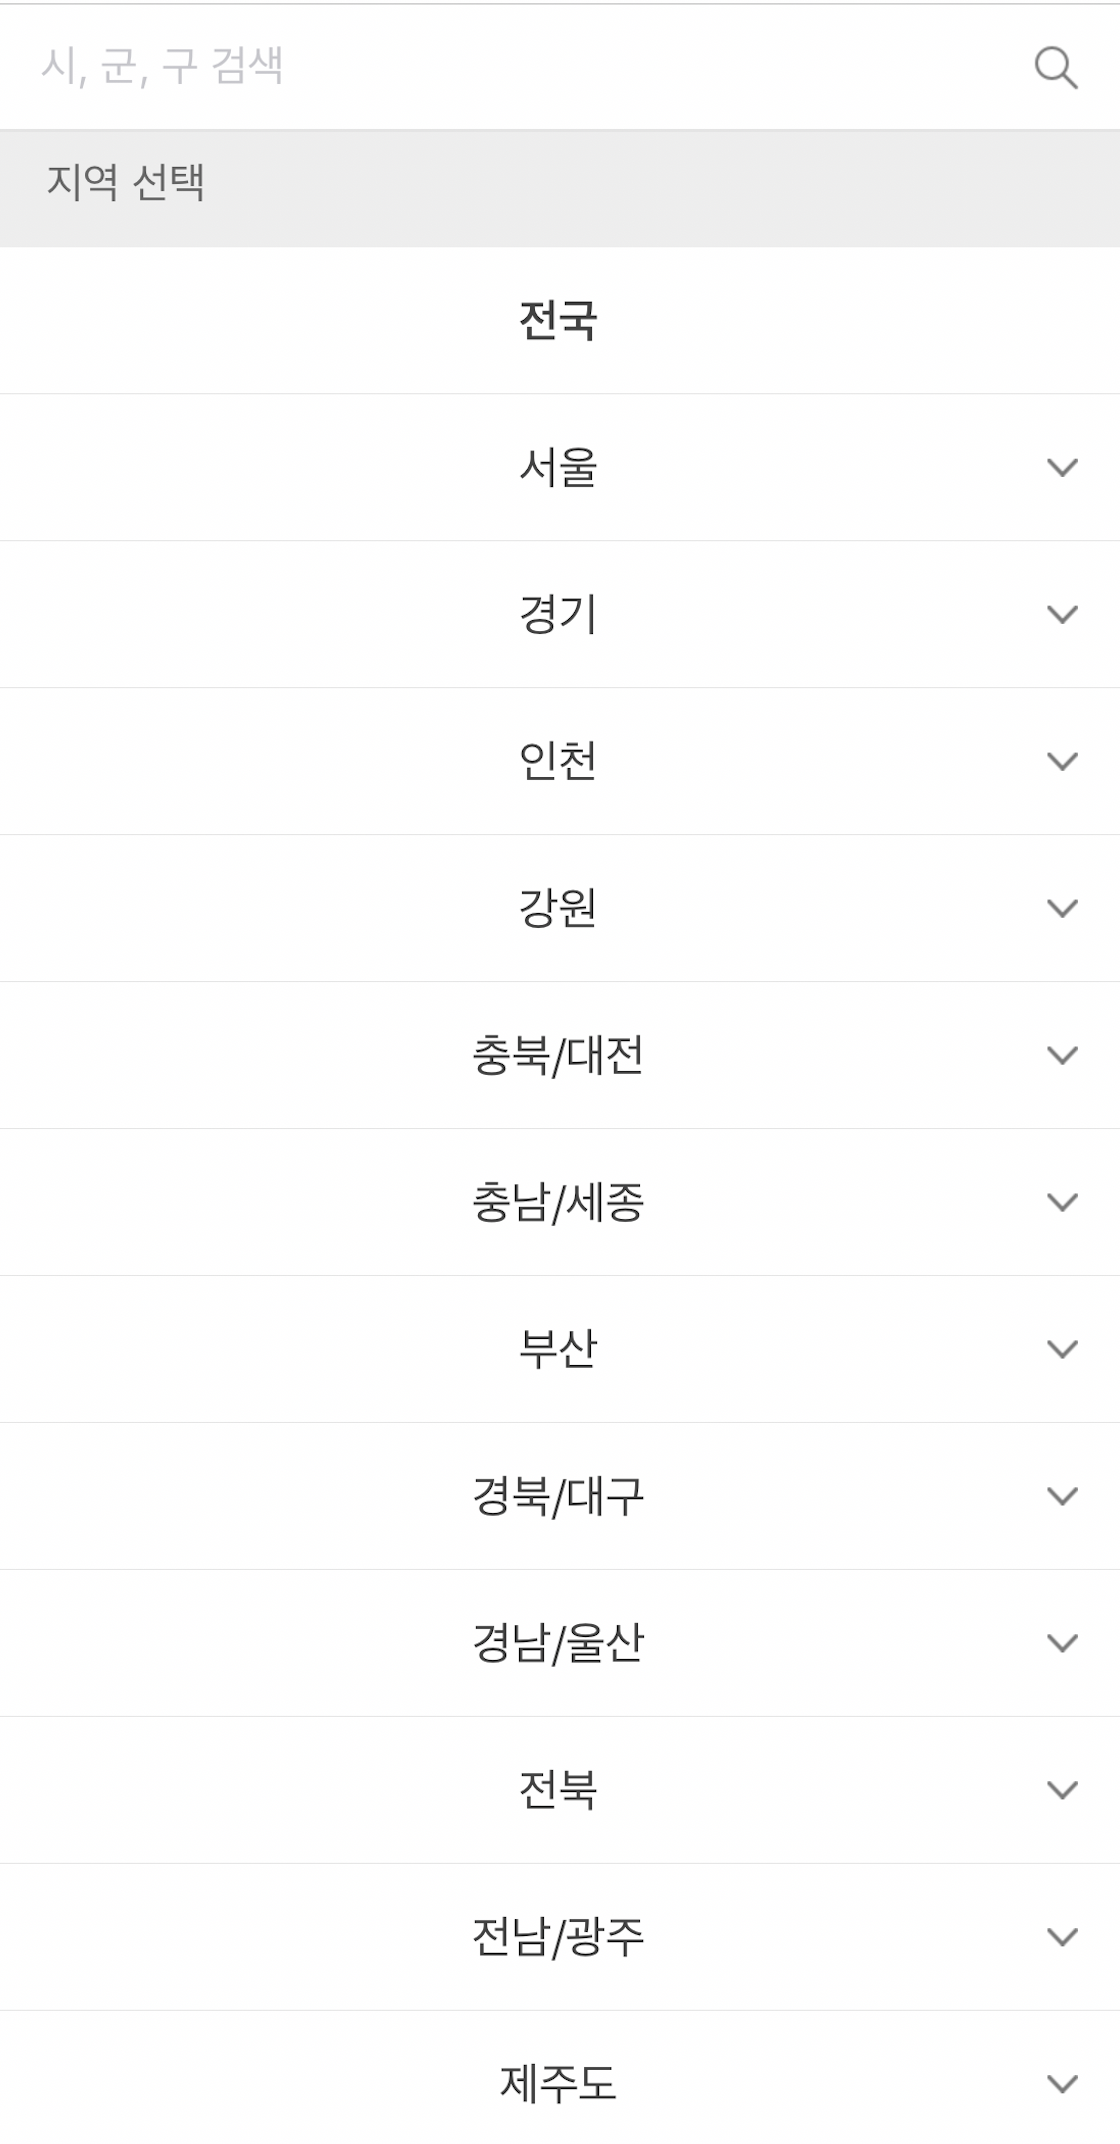 시, 군, 구 검색
지역 선택
전국
서울
경기
인천
강원
충북/대전
충남/세종
부산
경북/대구
경남/울산
전북
전남/광주
제주도